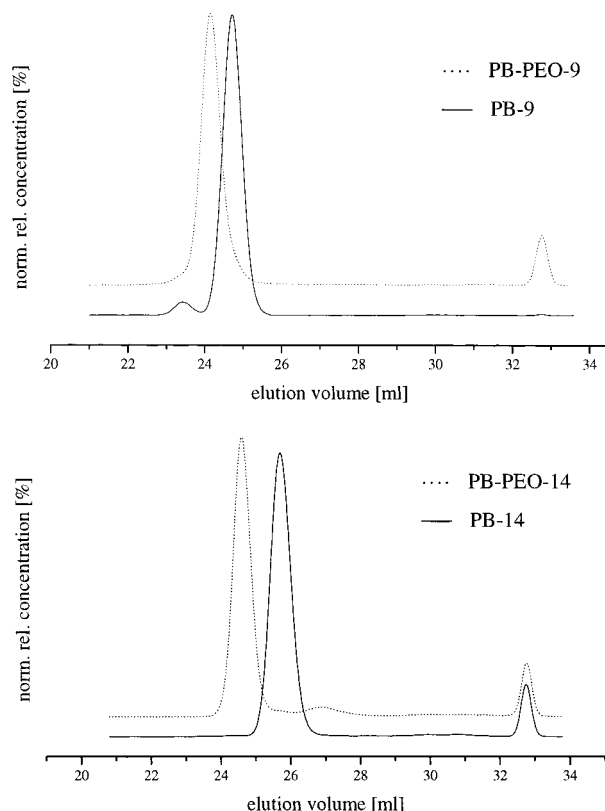 norm. rel. concentration [%]
PB-PEO-9
PB-9
20 22 24 26 28 30 32 34
elution volume [ml]
norm. rel. concentration [%]
PB-PEO-14
PB-14
20 22 24 26 28 30 32 34
elution volume [ml]